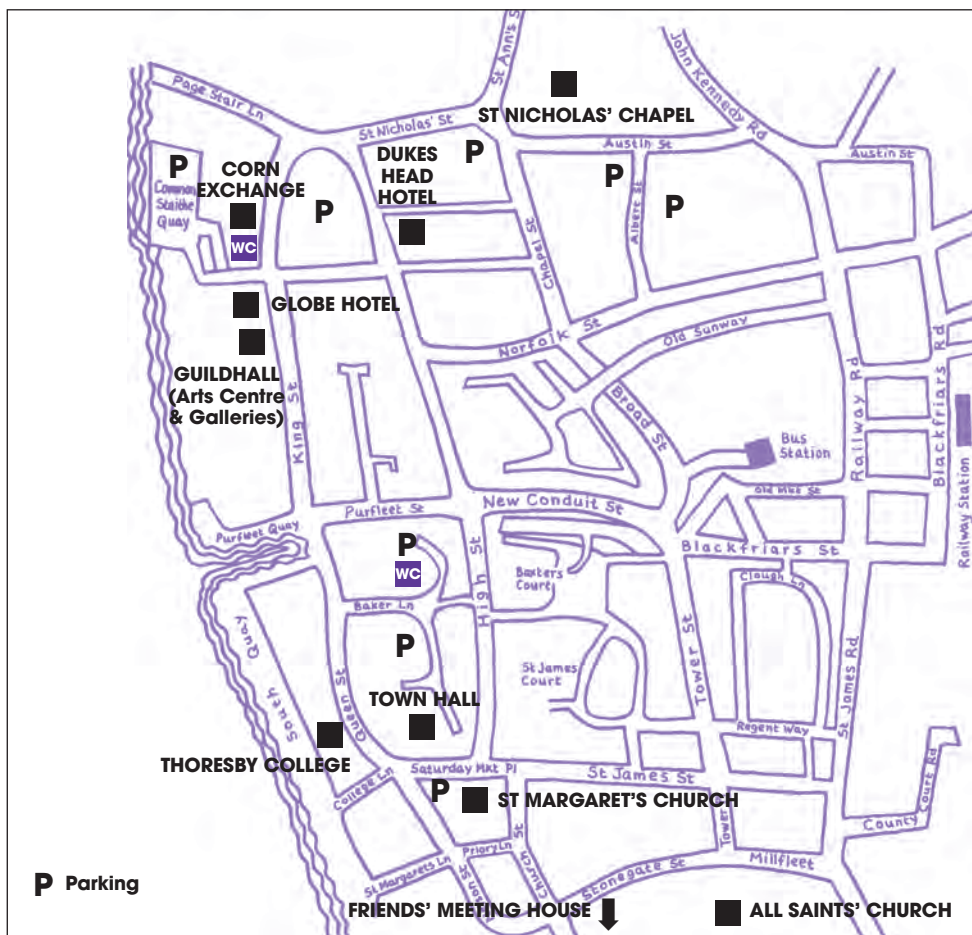 St Ann's S
John Kennedy Rd
Page Stair Ln
ST NICHOLAS' CHAPEL
St Nicholas' St
Austin St
Austin St
P
P
P
P
P
DUKES
HEAD
HOTEL
CORN
EXCHANGE
Common
Staithe
Quay
WC
Albert St
Chapel St
GLOBE HOTEL
Norfolk St
Old Sunway
GUILDHALL
(Arts Centre
& Galleries)
King St
Broad St
Railway Rd
Blackfriars Rd
Bus
Station
Railway Station
Old Mkt St
New Conduit St
Purfleet St
Purfleet Quay
P
WC
High St
Baxters
Court
Blackfriars St
Clough Ln
Baker Ln
P
South Quay
Queen St
St James
Court
Tower St
St James Rd
TOWN HALL
Regent Way
THORESBY COLLEGE
Saturday Mkt Pl
St James St
College Ln
P
ST MARGARET'S CHURCH
County Court Rd
Tower
Priory Ln
Church St
St Margarets Ln
Stonegate St
Millfleet
P Parking
FRIENDS' MEETING HOUSE
ALL SAINTS' CHURCH